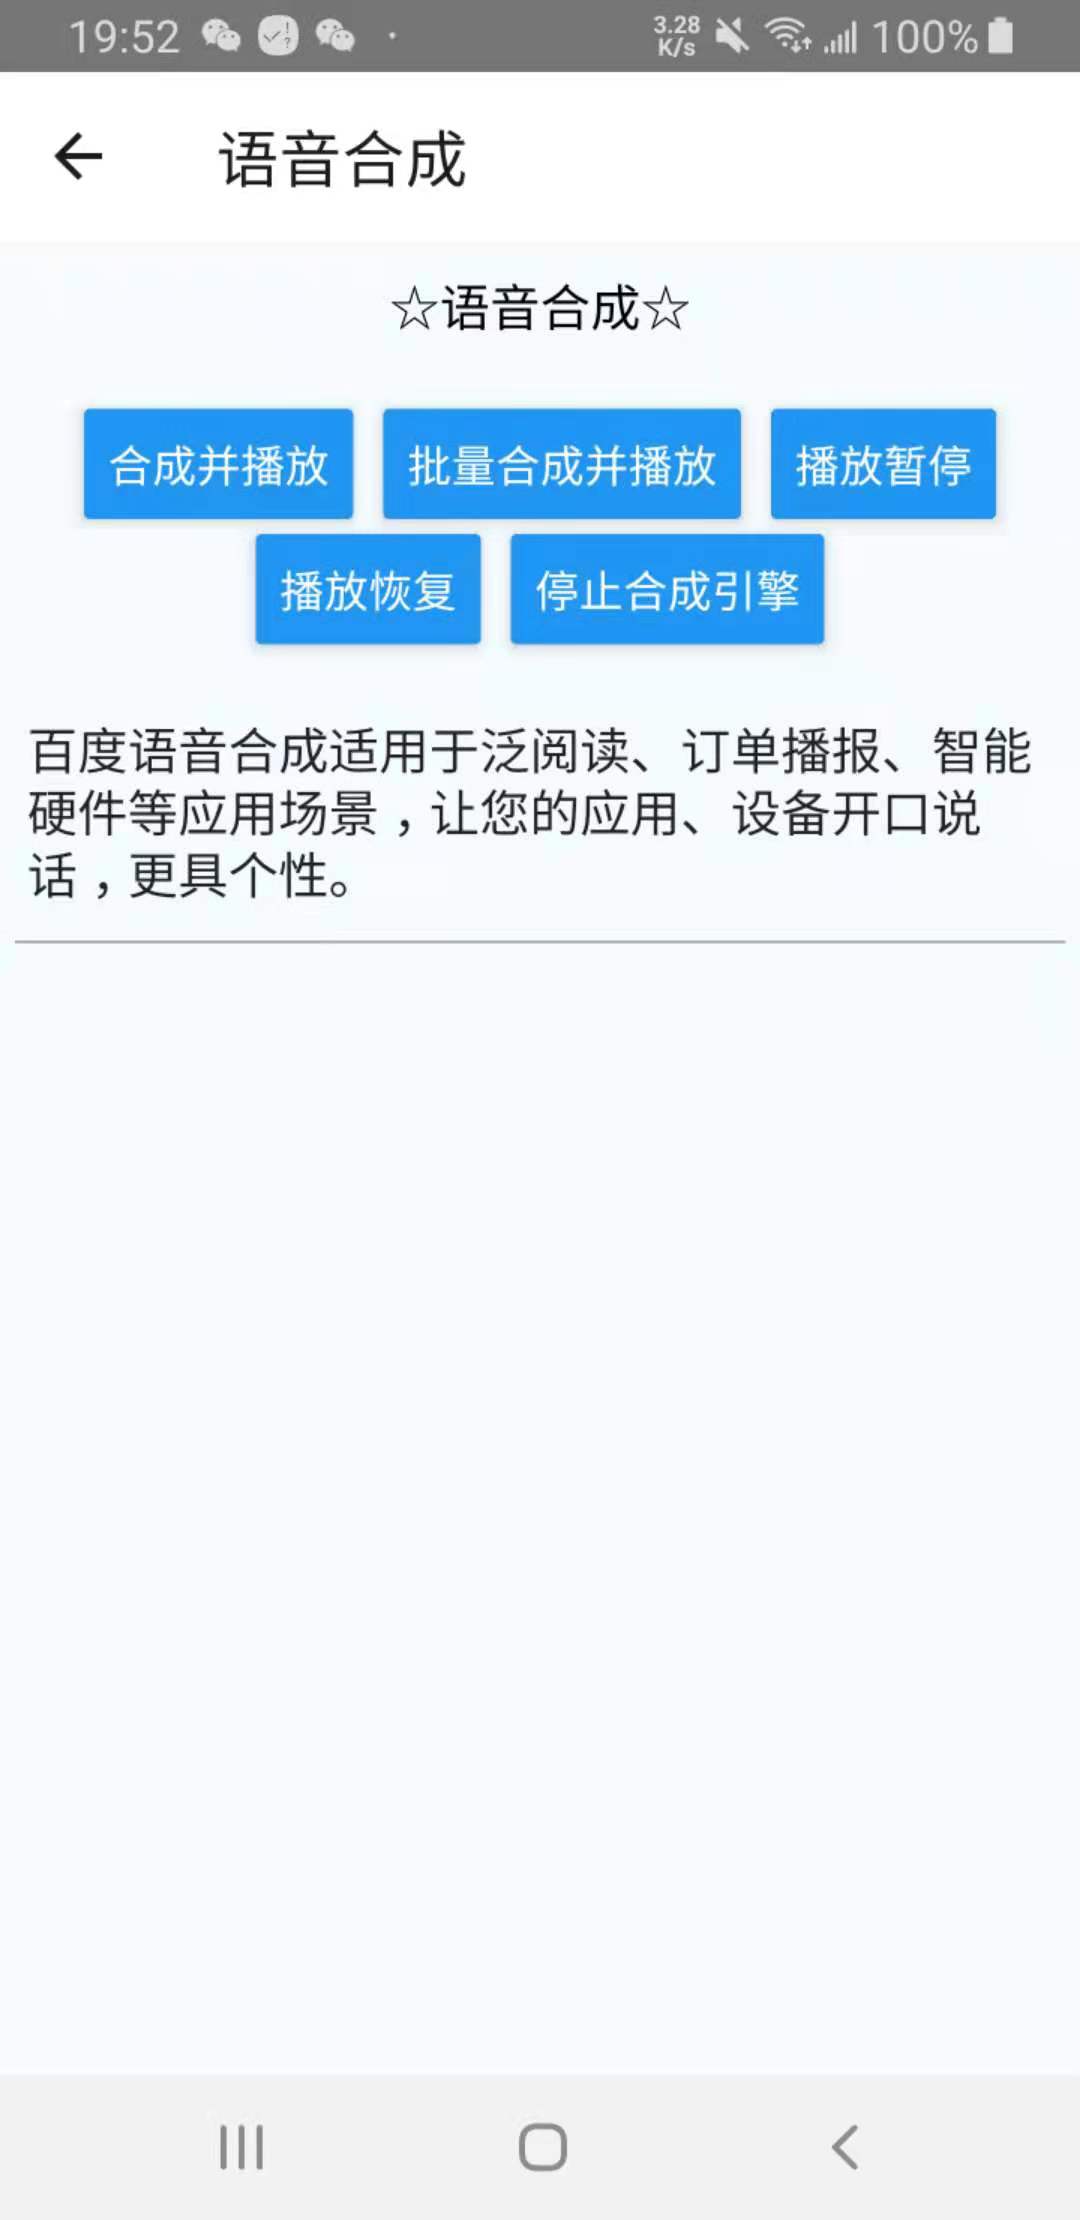 19:52
3.28 K/s
100%
语音合成
☆语音合成☆
合成并播放 批量合成并播放 播放暂停
播放恢复 停止合成引擎
百度语音合成适用于泛阅读、订单播报、智能
硬件等应用场景，让您的应用、设备开口说
话，更具个性。